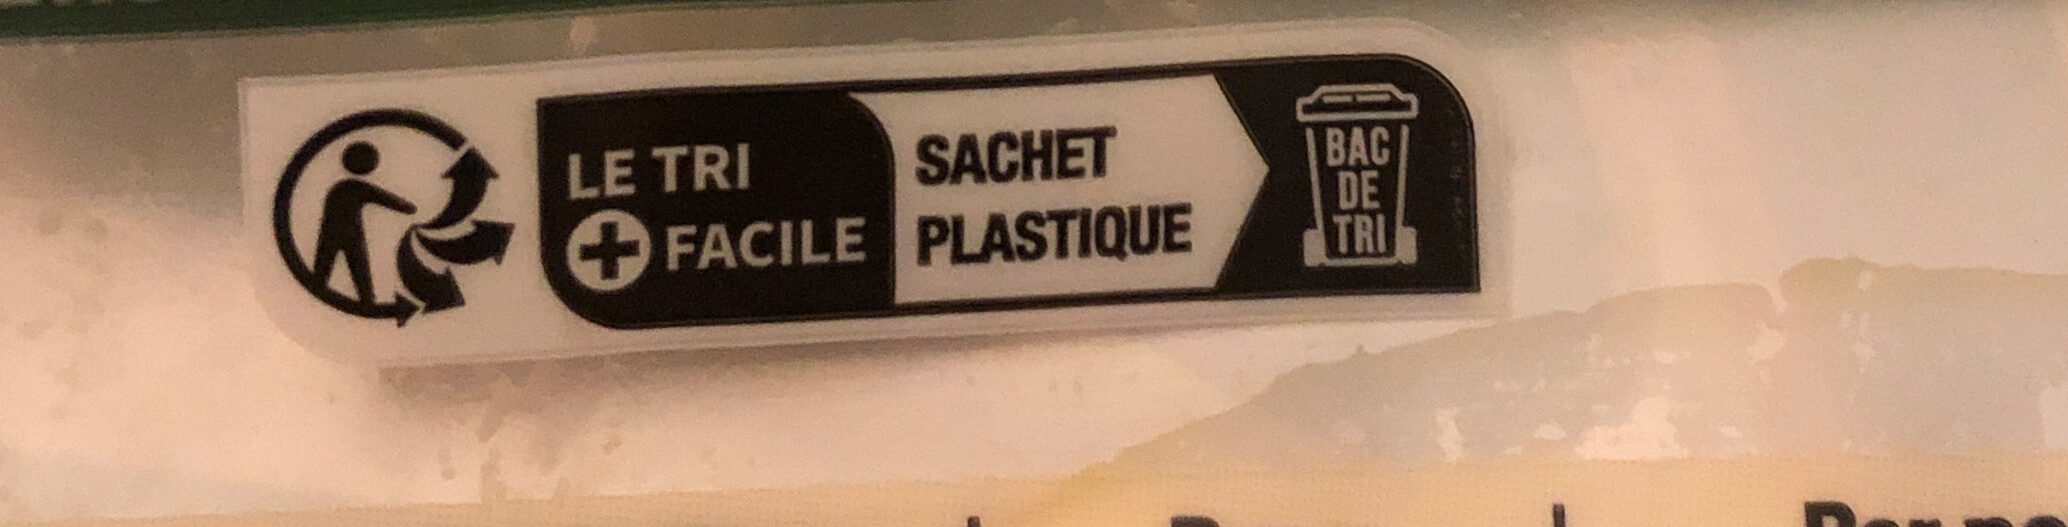 LE TRI
+ FACILE
SACHET
PLASTIQUE
BAC
DE
TRI